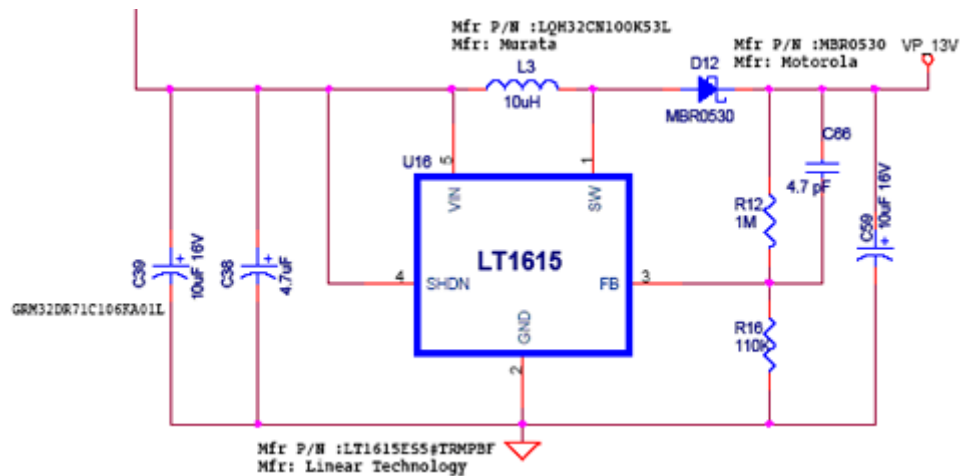 Mfr P/N :LQH32CN100K53L
Mfr: Murata
Mfr P/N :MBR0530
Mfr: Motorola
VP_13V
L3
10uH
D12
MBR0530
C66
4.7 pF
U16
5
1
VIN
SW
R12
1M
C59
10uF 16V
LT1615
C39
10uF 16V
C38
4.7uF
4
SHDN
FB
3
GRM32DR71C106KA01L
GND
R16
110K
2
Mfr P/N :LT1615ES5#TRMPBF
Mfr: Linear Technology